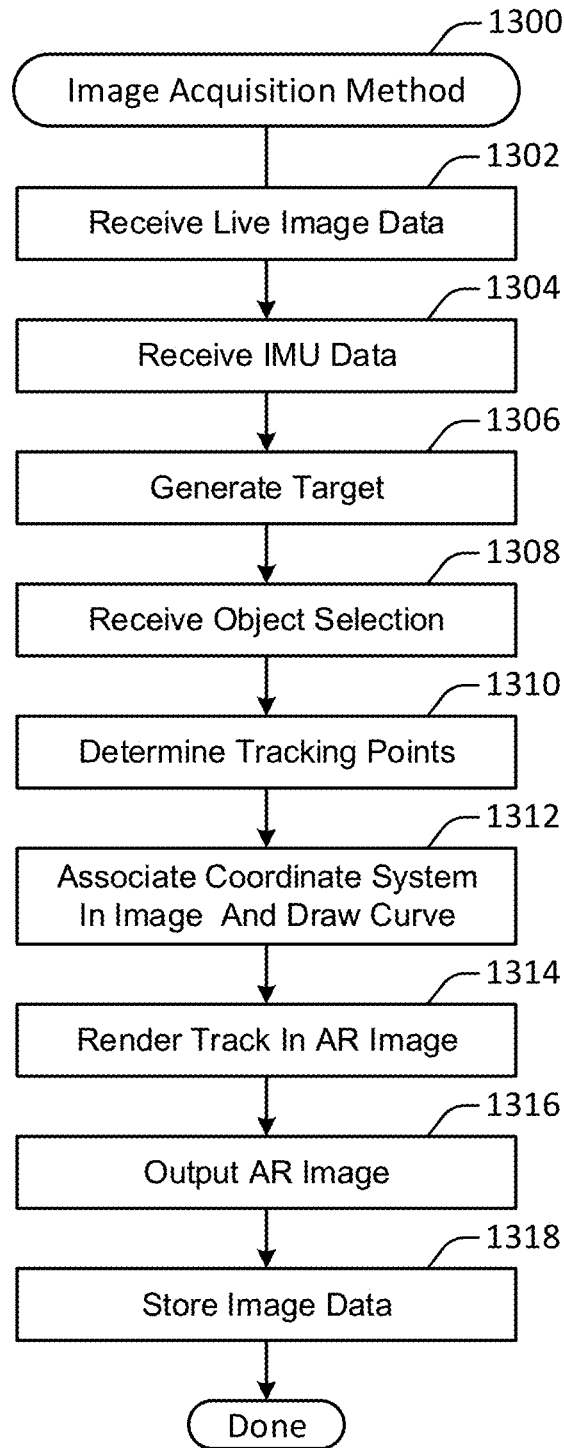 1300
Image Acquisition Method
1302
Receive Live Image Data
1304
Receive IMU Data
1306
Generate Target
1308
Receive Object Selection
1310
Determine Tracking Points
1312
Associate Coordinate System
In Image And Draw Curve
1314
Render Track In AR Image
1316
Output AR Image
1318
Store Image Data
Done